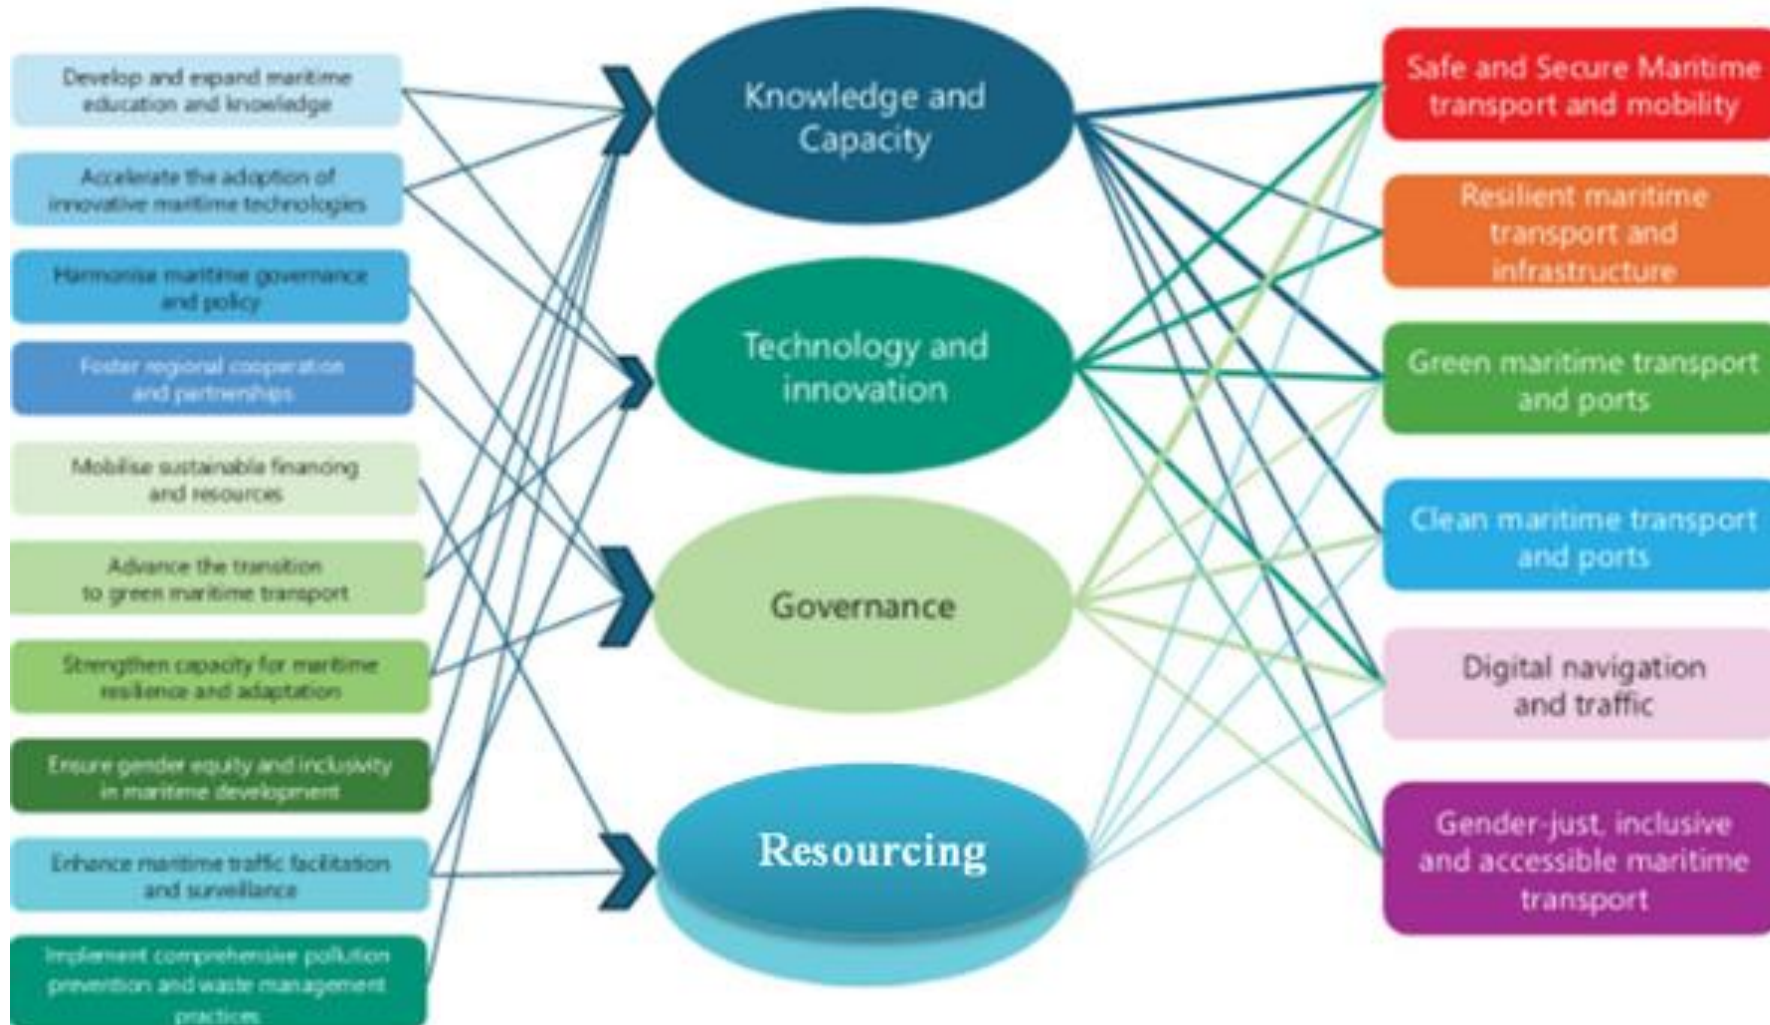 Develop and expand maritime
education and knowledge
Accelerate the adoption of
innovative maritime technologies
Harmonise maritime governance
and policy
Foster regional cooperation
and partnerships
Mobilise sustainable financing
and resources
Advance the transition
to green maritime transport
Strengthen capacity for maritime
resilience and adaptation
Ensure gender equity and inclusivity
in maritime development
Enhance maritime traffic facilitation
and surveillance
Implement comprehensive pollution
prevention and waste management
practices
Knowledge and
Capacity
Technology and
innovation
Governance
Resourcing
Safe and Secure Maritime
transport and mobility
Resilient maritime
transport and
infrastructure
Green maritime transport
and ports
Clean maritime transport
and ports
Digital navigation
and traffic
Gender-just, inclusive
and accessible maritime
transport